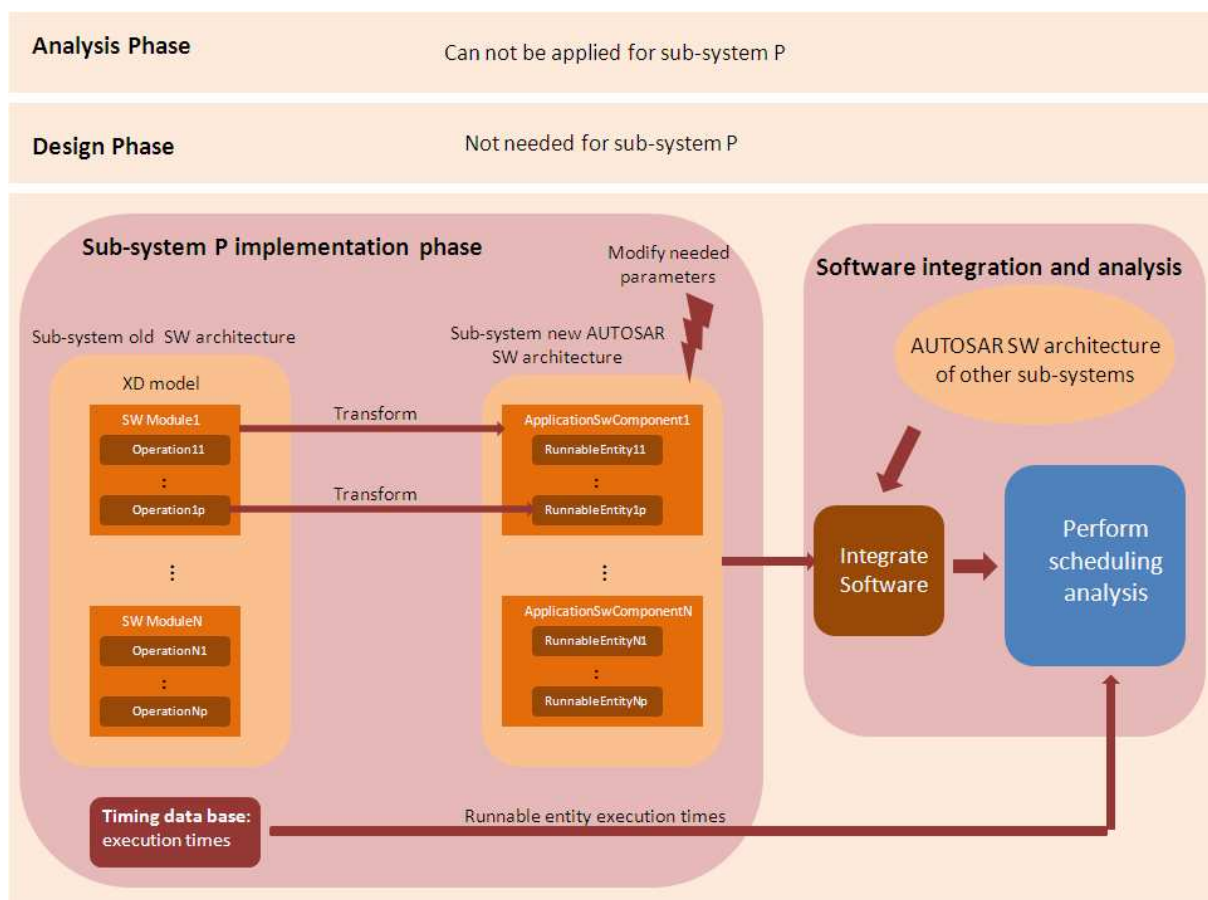 Analysis Phase
Can not be applied for sub-system P
Design Phase
Not needed for sub-system P
Sub-system P implementation phase
Modify needed
parameters
Sub-system old SW architecture
Sub-system new AUTOSAR
SW architecture
XD model
SW Module1
Operation11
:
Operation1p
⋮
SW ModuleN
OperationN1
:
OperationNp
Transform
Transform
ApplicationSwComponent1
RunnableEntity11
:
RunnableEntity1p
⋮
ApplicationSwComponentN
RunnableEntityN1
:
RunnableEntityNp
Timing data base:
execution times
Runnable entity execution times
Software integration and analysis
AUTOSAR SW architecture
of other sub-systems
Integrate
Software
Perform
scheduling
analysis